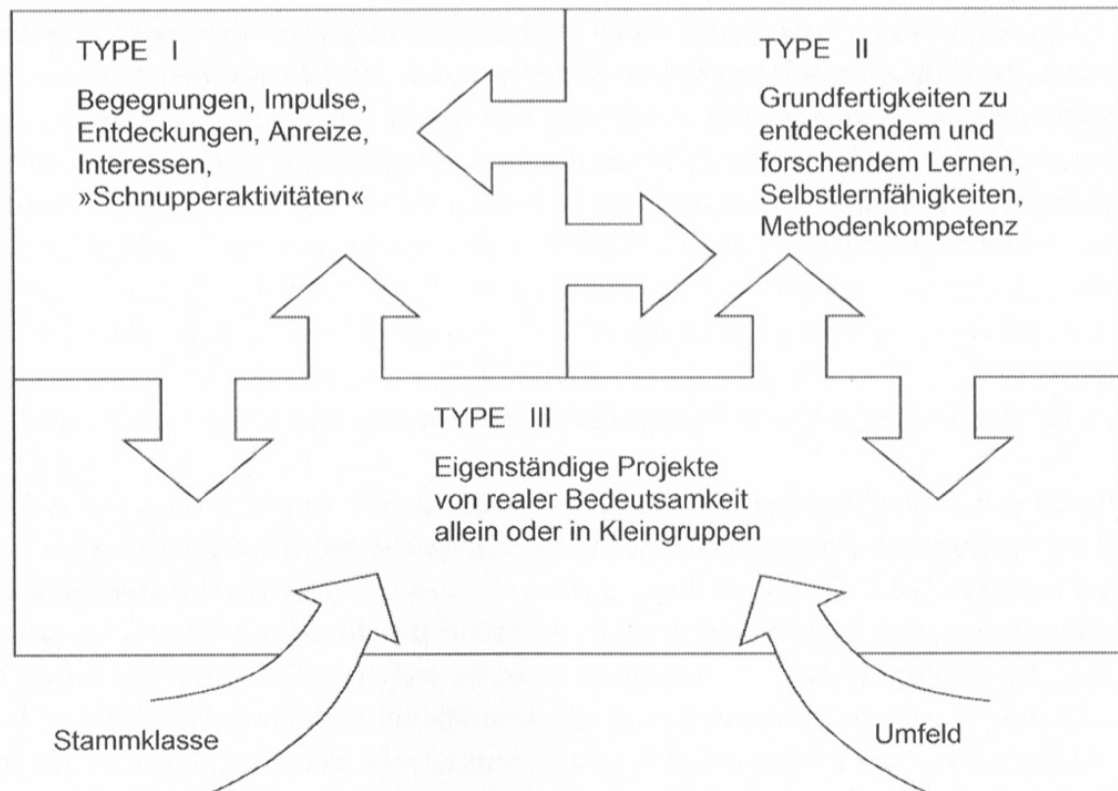 TYPE I
Begegnungen, Impulse,
Entdeckungen, Anreize,
Interessen,
»Schnupperaktivitäten«
TYPE II
Grundfertigkeiten zu
entdeckendem und
forschendem Lernen,
Selbstlernfähigkeiten,
Methodenkompetenz
TYPE III
Eigenständige Projekte
von realer Bedeutsamkeit
allein oder in Kleingruppen
Stammklasse
Umfeld